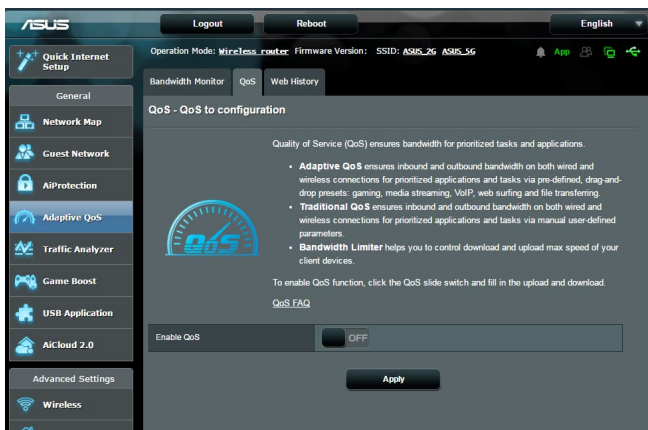 ASUS
Logout
Reboot
English
Quick Internet
Setup
Operation Mode: Wireless router Firmware Version: SSID: ASUS_2G ASUS_5G
App
Bandwidth Monitor
QoS
Web History
General
Network Map
Guest Network
AiProtection
Adaptive QoS
Traffic Analyzer
Game Boost
USB Application
AiCloud 2.0
Advanced Settings
Wireless
QoS - QoS to configuration
QoS
Quality of Service (QoS) ensures bandwidth for prioritized tasks and applications.
• Adaptive QoS ensures inbound and outbound bandwidth on both wired and
wireless connections for prioritized applications and tasks via pre-defined, drag-and-
drop presets: gaming, media streaming, VoIP, web surfing and file transferring.
• Traditional QoS ensures inbound and outbound bandwidth on both wired and
wireless connections for prioritized applications and tasks via manual user-defined
parameters.
• Bandwidth Limiter helps you to control download and upload max speed of your
client devices.
To enable QoS function, click the QoS slide switch and fill in the upload and download.
QoS FAQ
Enable QoS
OFF
Apply